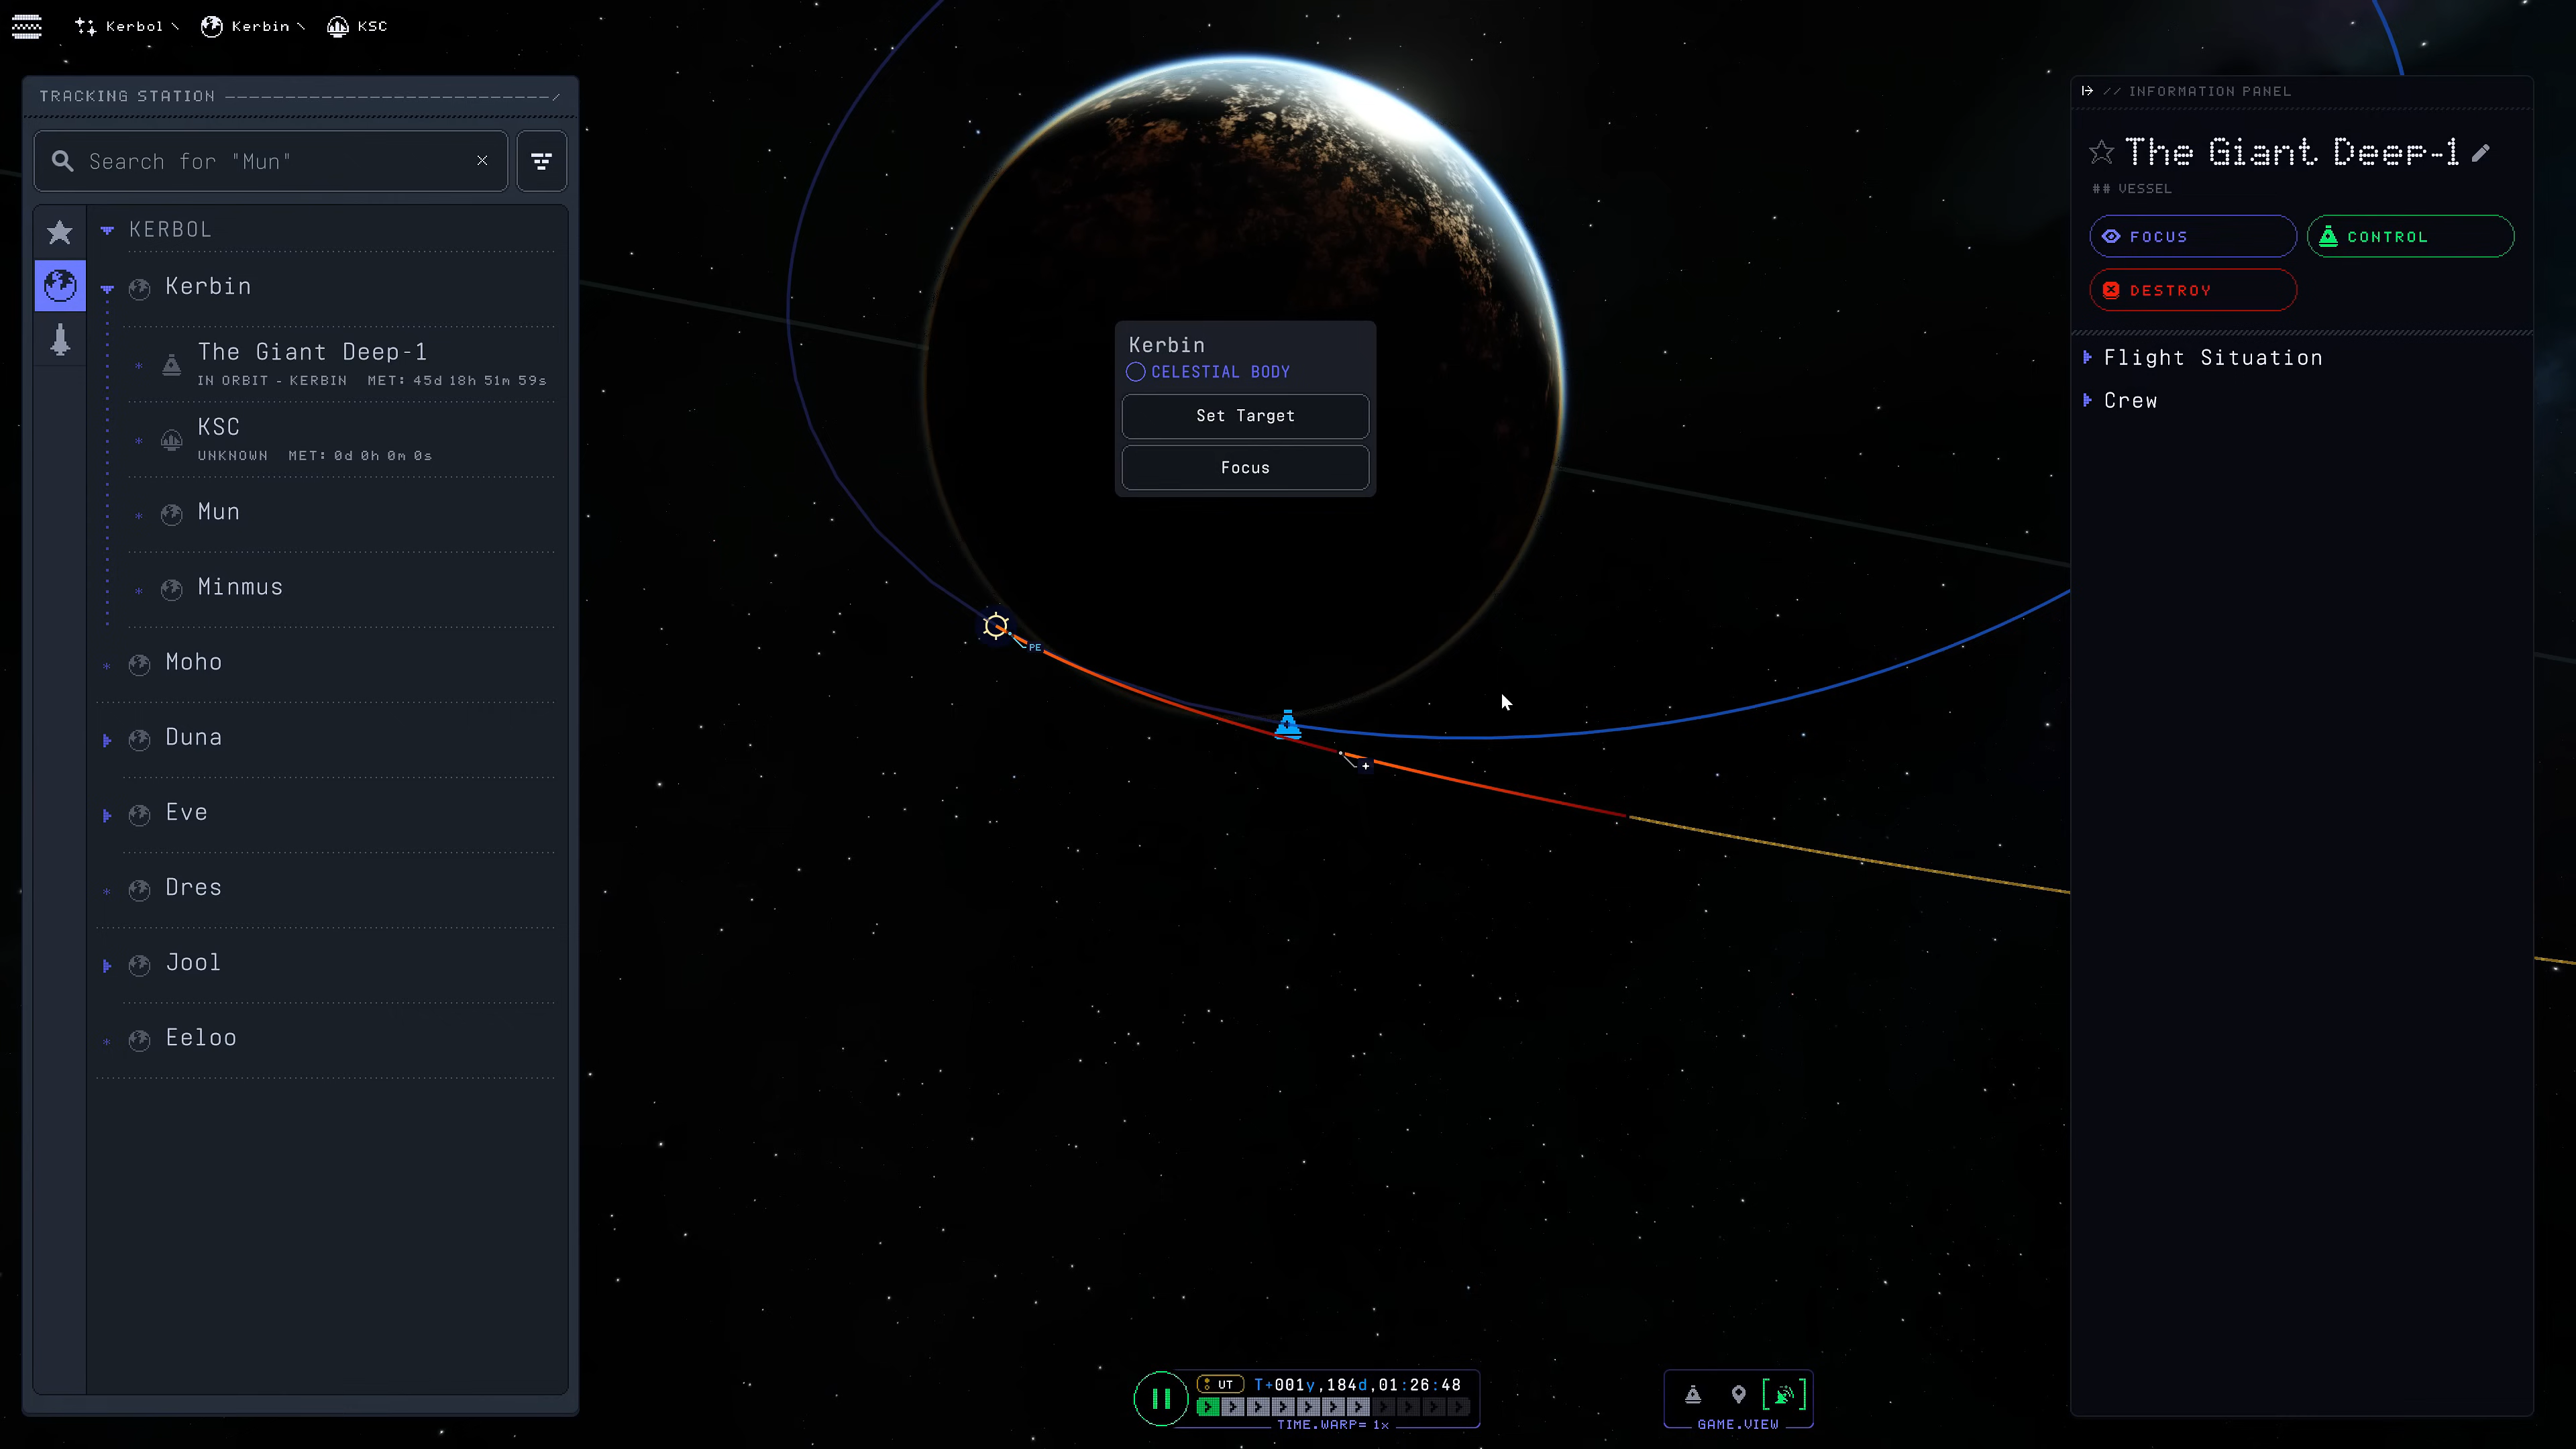 Kerbol \ Kerbin \ KSC
TRACKING STATION
Search for "Mun"
KERBOL
Kerbin
The Giant Deep-1
IN ORBIT - KERBIN MET: 45d 18h 51m 59s
KSC
UNKNOWN MET: 0d 0h 0m 0s
Mun
Minmus
Moho
Duna
Eve
Dres
Jool
Eeloo
Kerbin
CELESTIAL BODY
Set Target
Focus
PE
// INFORMATION PANEL
The Giant Deep-1
## VESSEL
FOCUS
CONTROL
DESTROY
Flight Situation
Crew
UT T+001y,184d,01:26:48
TIME.WARP= 1x
GAME.VIEW